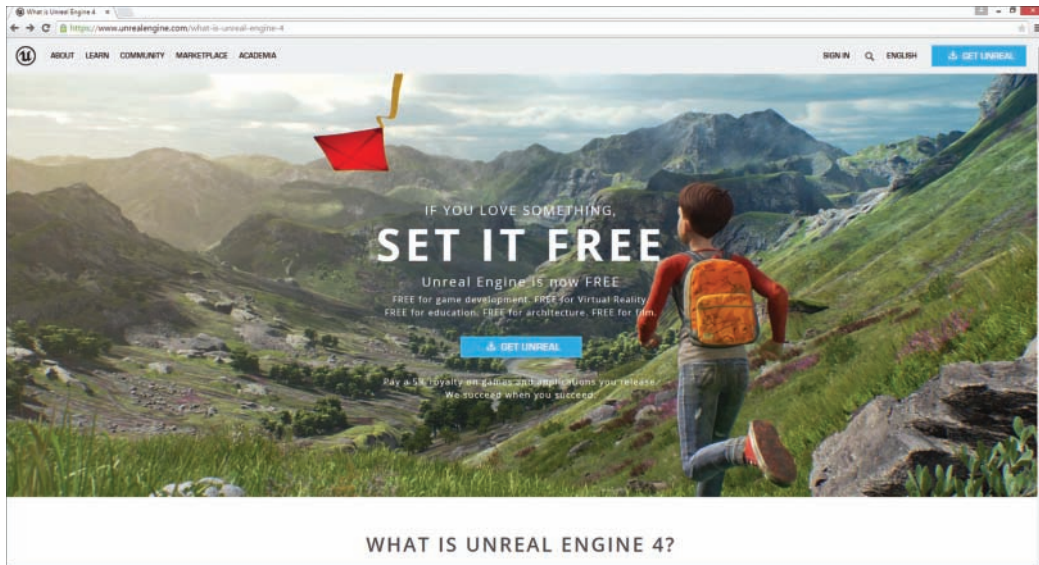 What is Unreal Engine 4
https://www.unrealengine.com/what-is-unreal-engine-4
ABOUT LEARN COMMUNITY MARKETPLACE ACADEMIA
SIGN IN ENGLISH GET UNREAL
IF YOU LOVE SOMETHING,
SET IT FREE
Unreal Engine is now FREE
FREE for game development. FREE for Virtual Reality.
FREE for education. FREE for architecture. FREE for film.
GET UNREAL
Pay a 5% royalty on games and applications you release.
We succeed when you succeed.
WHAT IS UNREAL ENGINE 4?